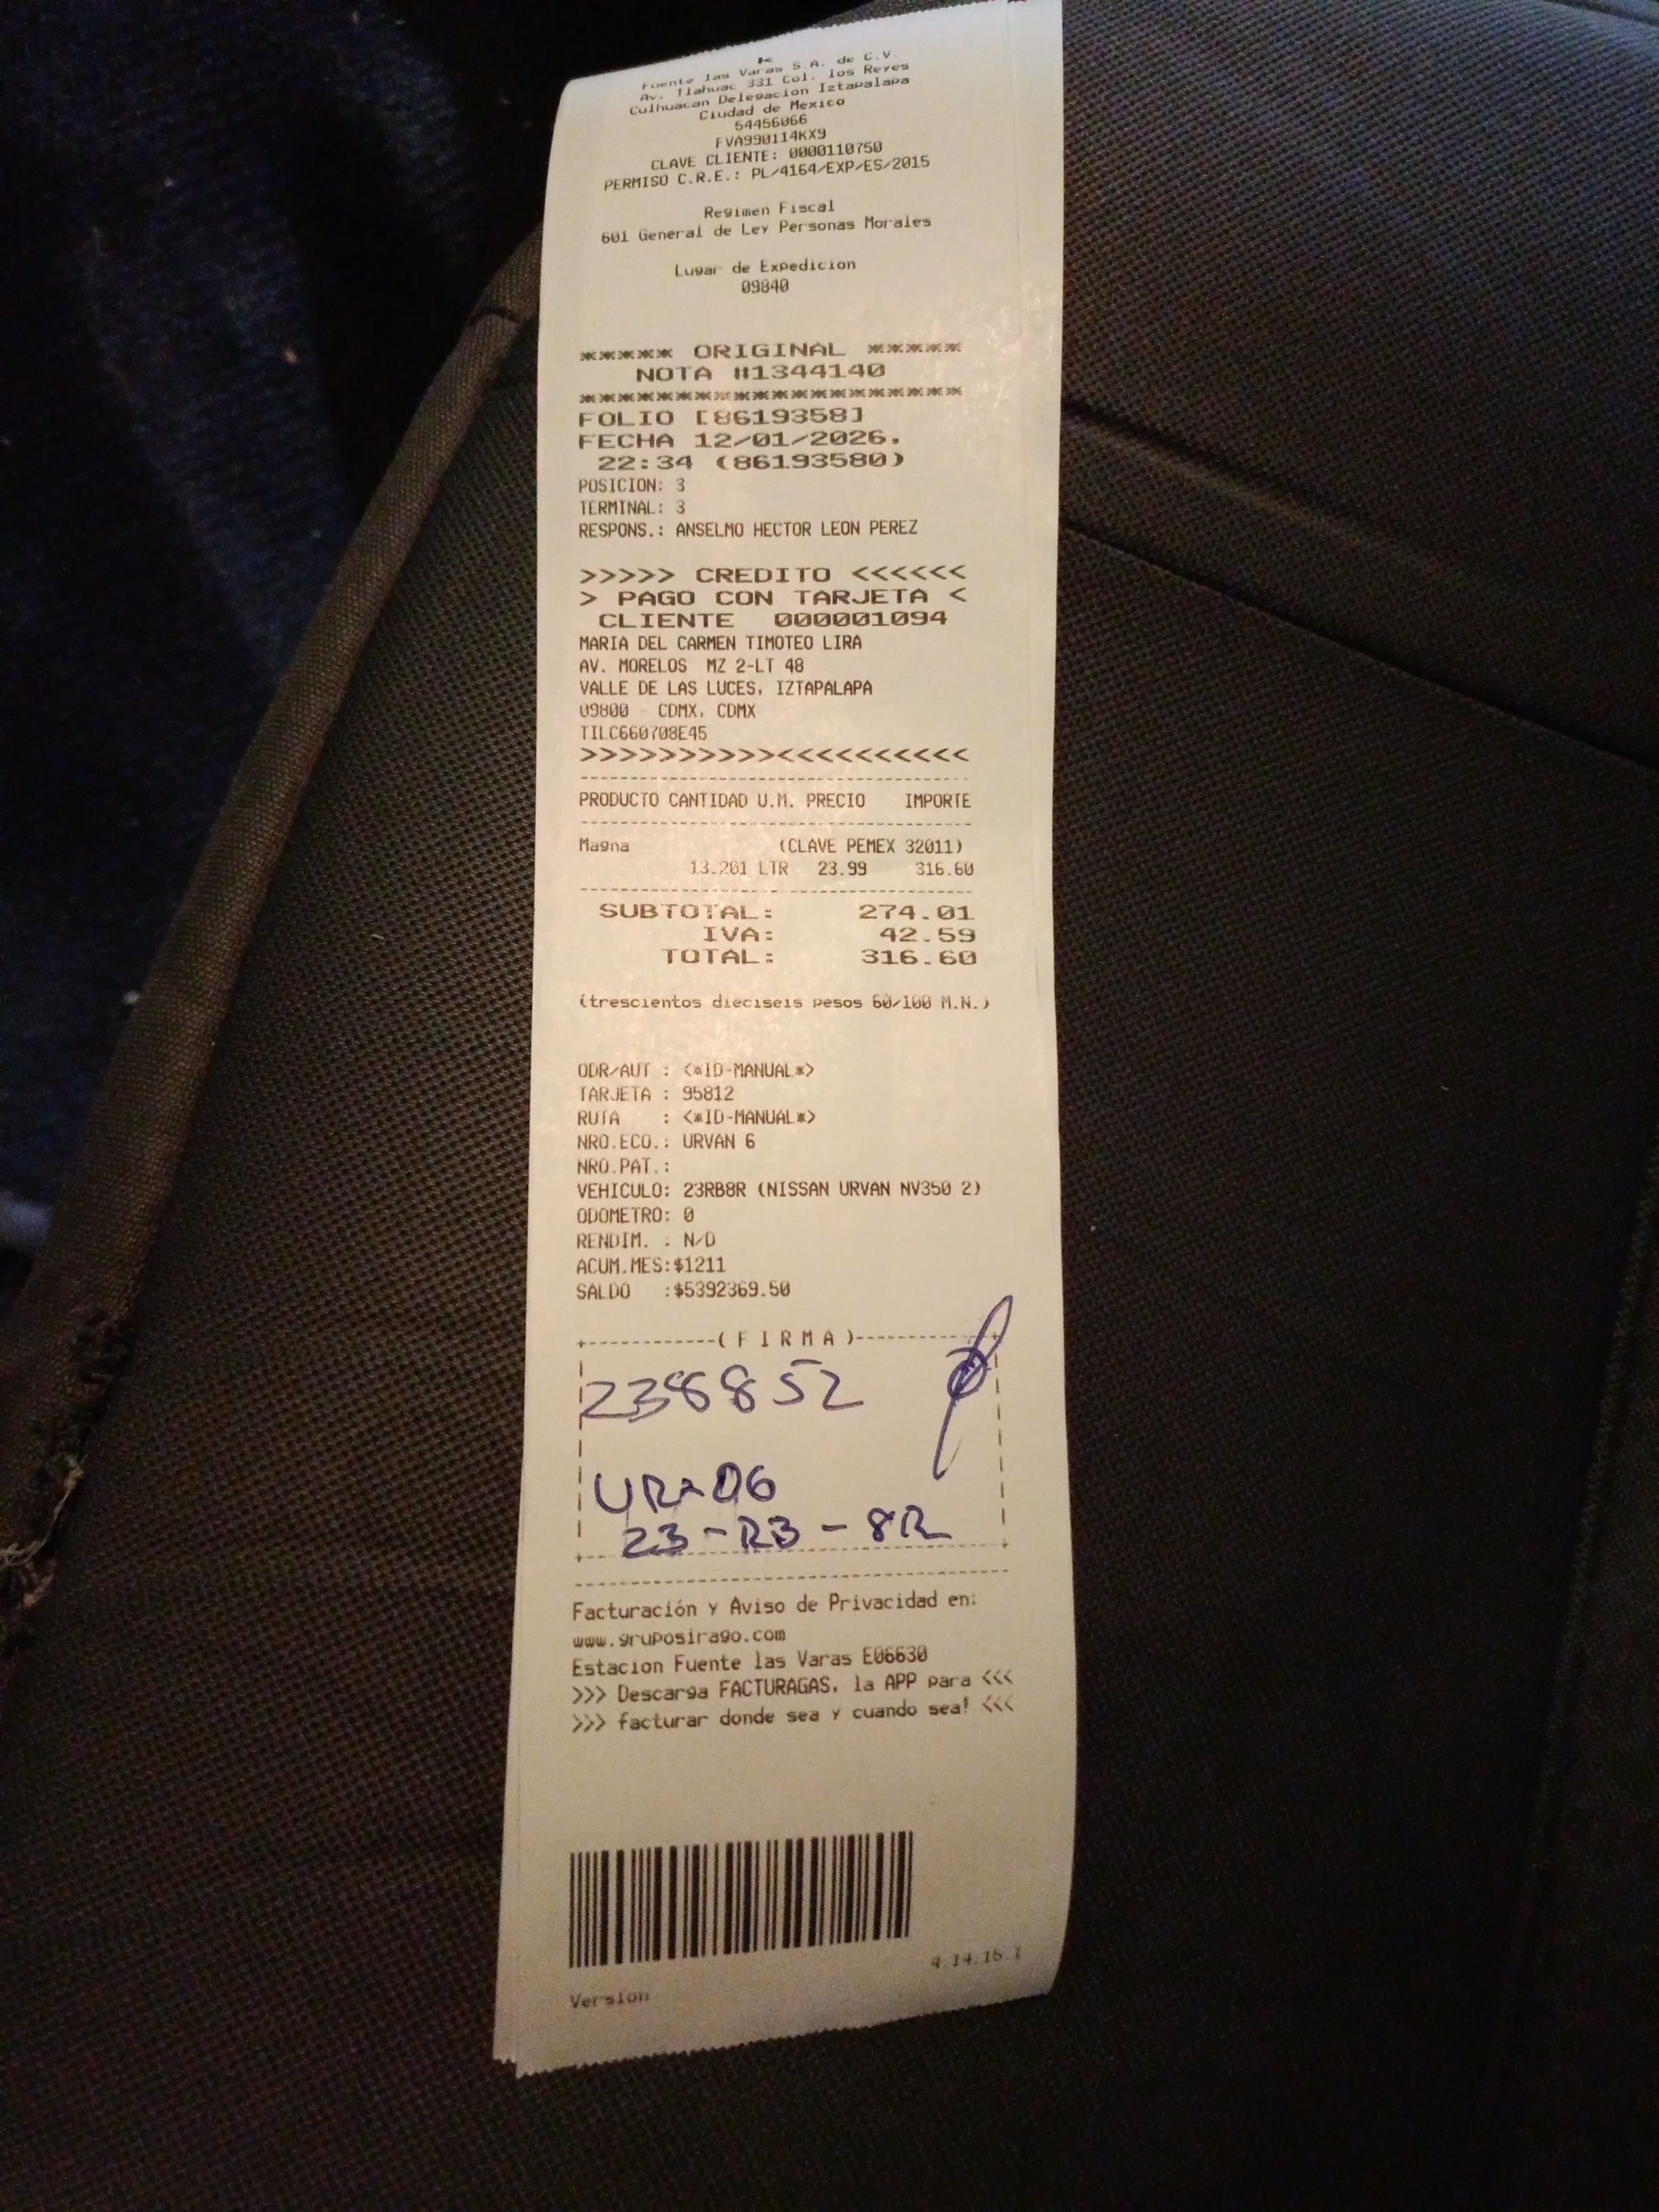 Fuente las Varas S.A. de C.V.
Av. Tlahuac 331 Col. los Reyes
Culhuacan Delegacion Iztapalapa
Ciudad de Mexico
54456066
FVA990114KX9
CLAVE CLIENTE: 0000110750
PERMISO C.R.E.: PL/4164/EXP/ES/2015
Regimen Fiscal
601 General de Ley Personas Morales
Lugar de Expedicion
09840
***** ORIGINAL *****
NOTA #1344140
********************
FOLIO [8619358]
FECHA 12/01/2026,
22:34 (86193580)
POSICION: 3
TERMINAL: 3
RESPONS.: ANSELMO HECTOR LEON PEREZ
>>>>> CREDITO <<<<<<
> PAGO CON TARJETA <
CLIENTE 000001094
MARIA DEL CARMEN TIMOTEO LIRA
AV. MORELOS MZ 2-LT 48
VALLE DE LAS LUCES, IZTAPALAPA
09800 - CDMX, CDMX
TILC660708E45
>>>>>>>>>><<<<<<<<<<
PRODUCTO CANTIDAD U.M. PRECIO IMPORTE
Magna (CLAVE PEMEX 32011)
13.201 LTR 23.99 316.60
SUBTOTAL: 274.01
IVA: 42.59
TOTAL: 316.60
(trescientos dieciseis pesos 60/100 M.N.)
ODR/AUT : <*ID-MANUAL*>
TARJETA : 95812
RUTA : <*ID-MANUAL*>
NRO.ECO.: URVAN 6
NRO.PAT.:
VEHICULO: 23RB8R (NISSAN URVAN NV350 2)
ODOMETRO: 0
RENDIM. : N/D
ACUM.MES:$1211
SALDO :$5392369.50
(FIRMA)
238852
UR-06
23-RB-8R
Facturación y Aviso de Privacidad en:
www.gruposirago.com
Estacion Fuente las Varas E06630
>>> Descarga FACTURAGAS, la APP para <<<
>>> facturar donde sea y cuando sea! <<<
4.14.15.1
Version